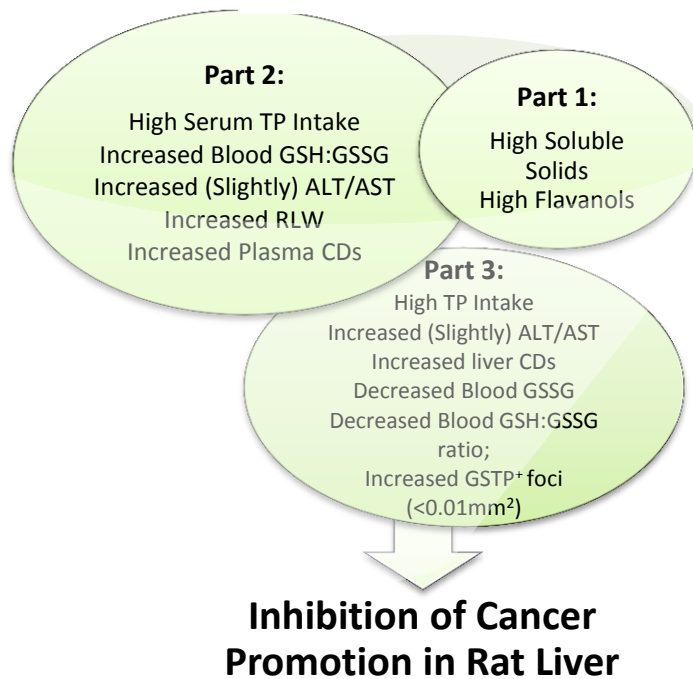 Part 2:
High Serum TP Intake
Increased Blood GSH:GSSG
Increased (Slightly) ALT/AST
Increased RLW
Increased Plasma CDs
Part 1:
High Soluble
Solids
High Flavanols
Part 3:
High TP Intake
Increased (Slightly) ALT/AST
Increased liver CDs
Decreased Blood GSSG
Decreased Blood GSH:GSSG
ratio;
Increased GSTP⁺ foci
(<0.01mm²)
Inhibition of Cancer
Promotion in Rat Liver